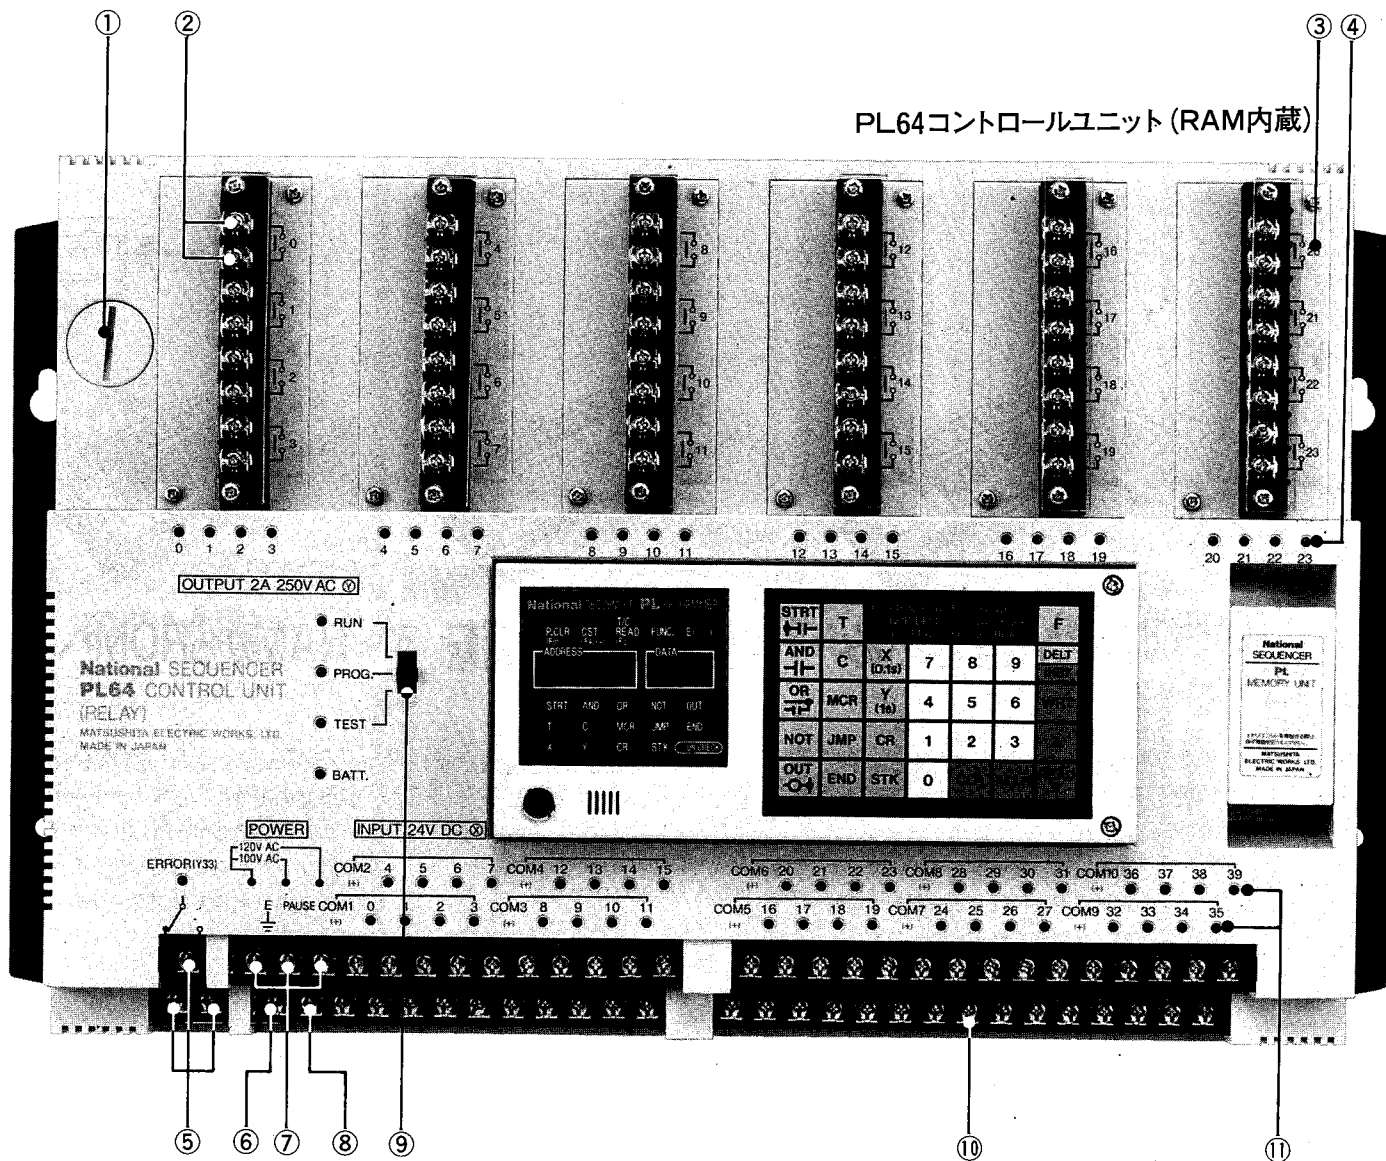 ① ② ③ ④
PL64コントロールユニット(RAM内蔵)
0 4 8 12 16 20
1 5 9 13 17 21
2 6 10 14 18 22
3 7 11 15 19 23
0 1 2 3 4 5 6 7 8 9 10 11 12 13 14 15 16 17 18 19 20 21 22 23
OUTPUT 2A 250V AC Ⓨ
RUN
PROG.
TEST
BATT.
National SEQUENCER
PL64 CONTROL UNIT
(RELAY)
MATSUSHITA ELECTRIC WORKS, LTD.
MADE IN JAPAN
National PL
T/C
P.CLR CST READ FUNC.
ADDRESS DATA
STRT AND OR NOT OUT
T C MCR JMP END
X Y CR STK
STRT T F
AND C X (0.1s) 7 8 9 DELT
OR MCR Y (1s) 4 5 6
NOT JMP CR 1 2 3
OUT END STK 0
National
SEQUENCER
PL
MEMORY UNIT
MATSUSHITA
ELECTRIC WORKS LTD.
MADE IN JAPAN
POWER
120V AC
100V AC
INPUT 24V DC Ⓧ
ERROR(Y33)
COM2 (+) 4 5 6 7 COM4 (+) 12 13 14 15 COM6 (+) 20 21 22 23 COM8 (+) 28 29 30 31 COM10 (+) 36 37 38 39
E PAUSE COM1 (+) 0 1 2 3 COM3 (+) 8 9 10 11 COM5 (+) 16 17 18 19 COM7 (+) 24 25 26 27 COM9 (+) 32 33 34 35
⑤ ⑥ ⑦ ⑧ ⑨ ⑩ ⑪